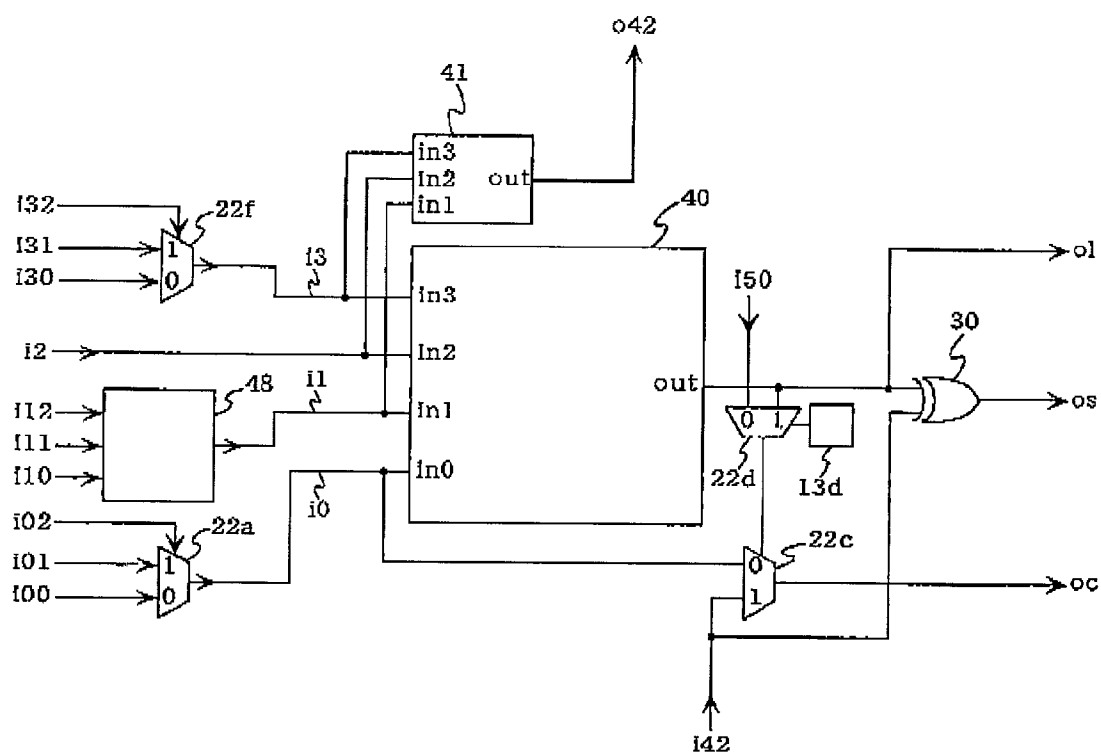 o42
41
in3
In2
out
in1
I32
22f
40
I31
1
I30
0
i3
in3
I50
ol
30
i2
In2
out
48
i1
0 1
os
I12
In1
I11
22d
13d
I10
in0
i0
i02
22a
22c
i01
1
0
I00
0
1
oc
I42